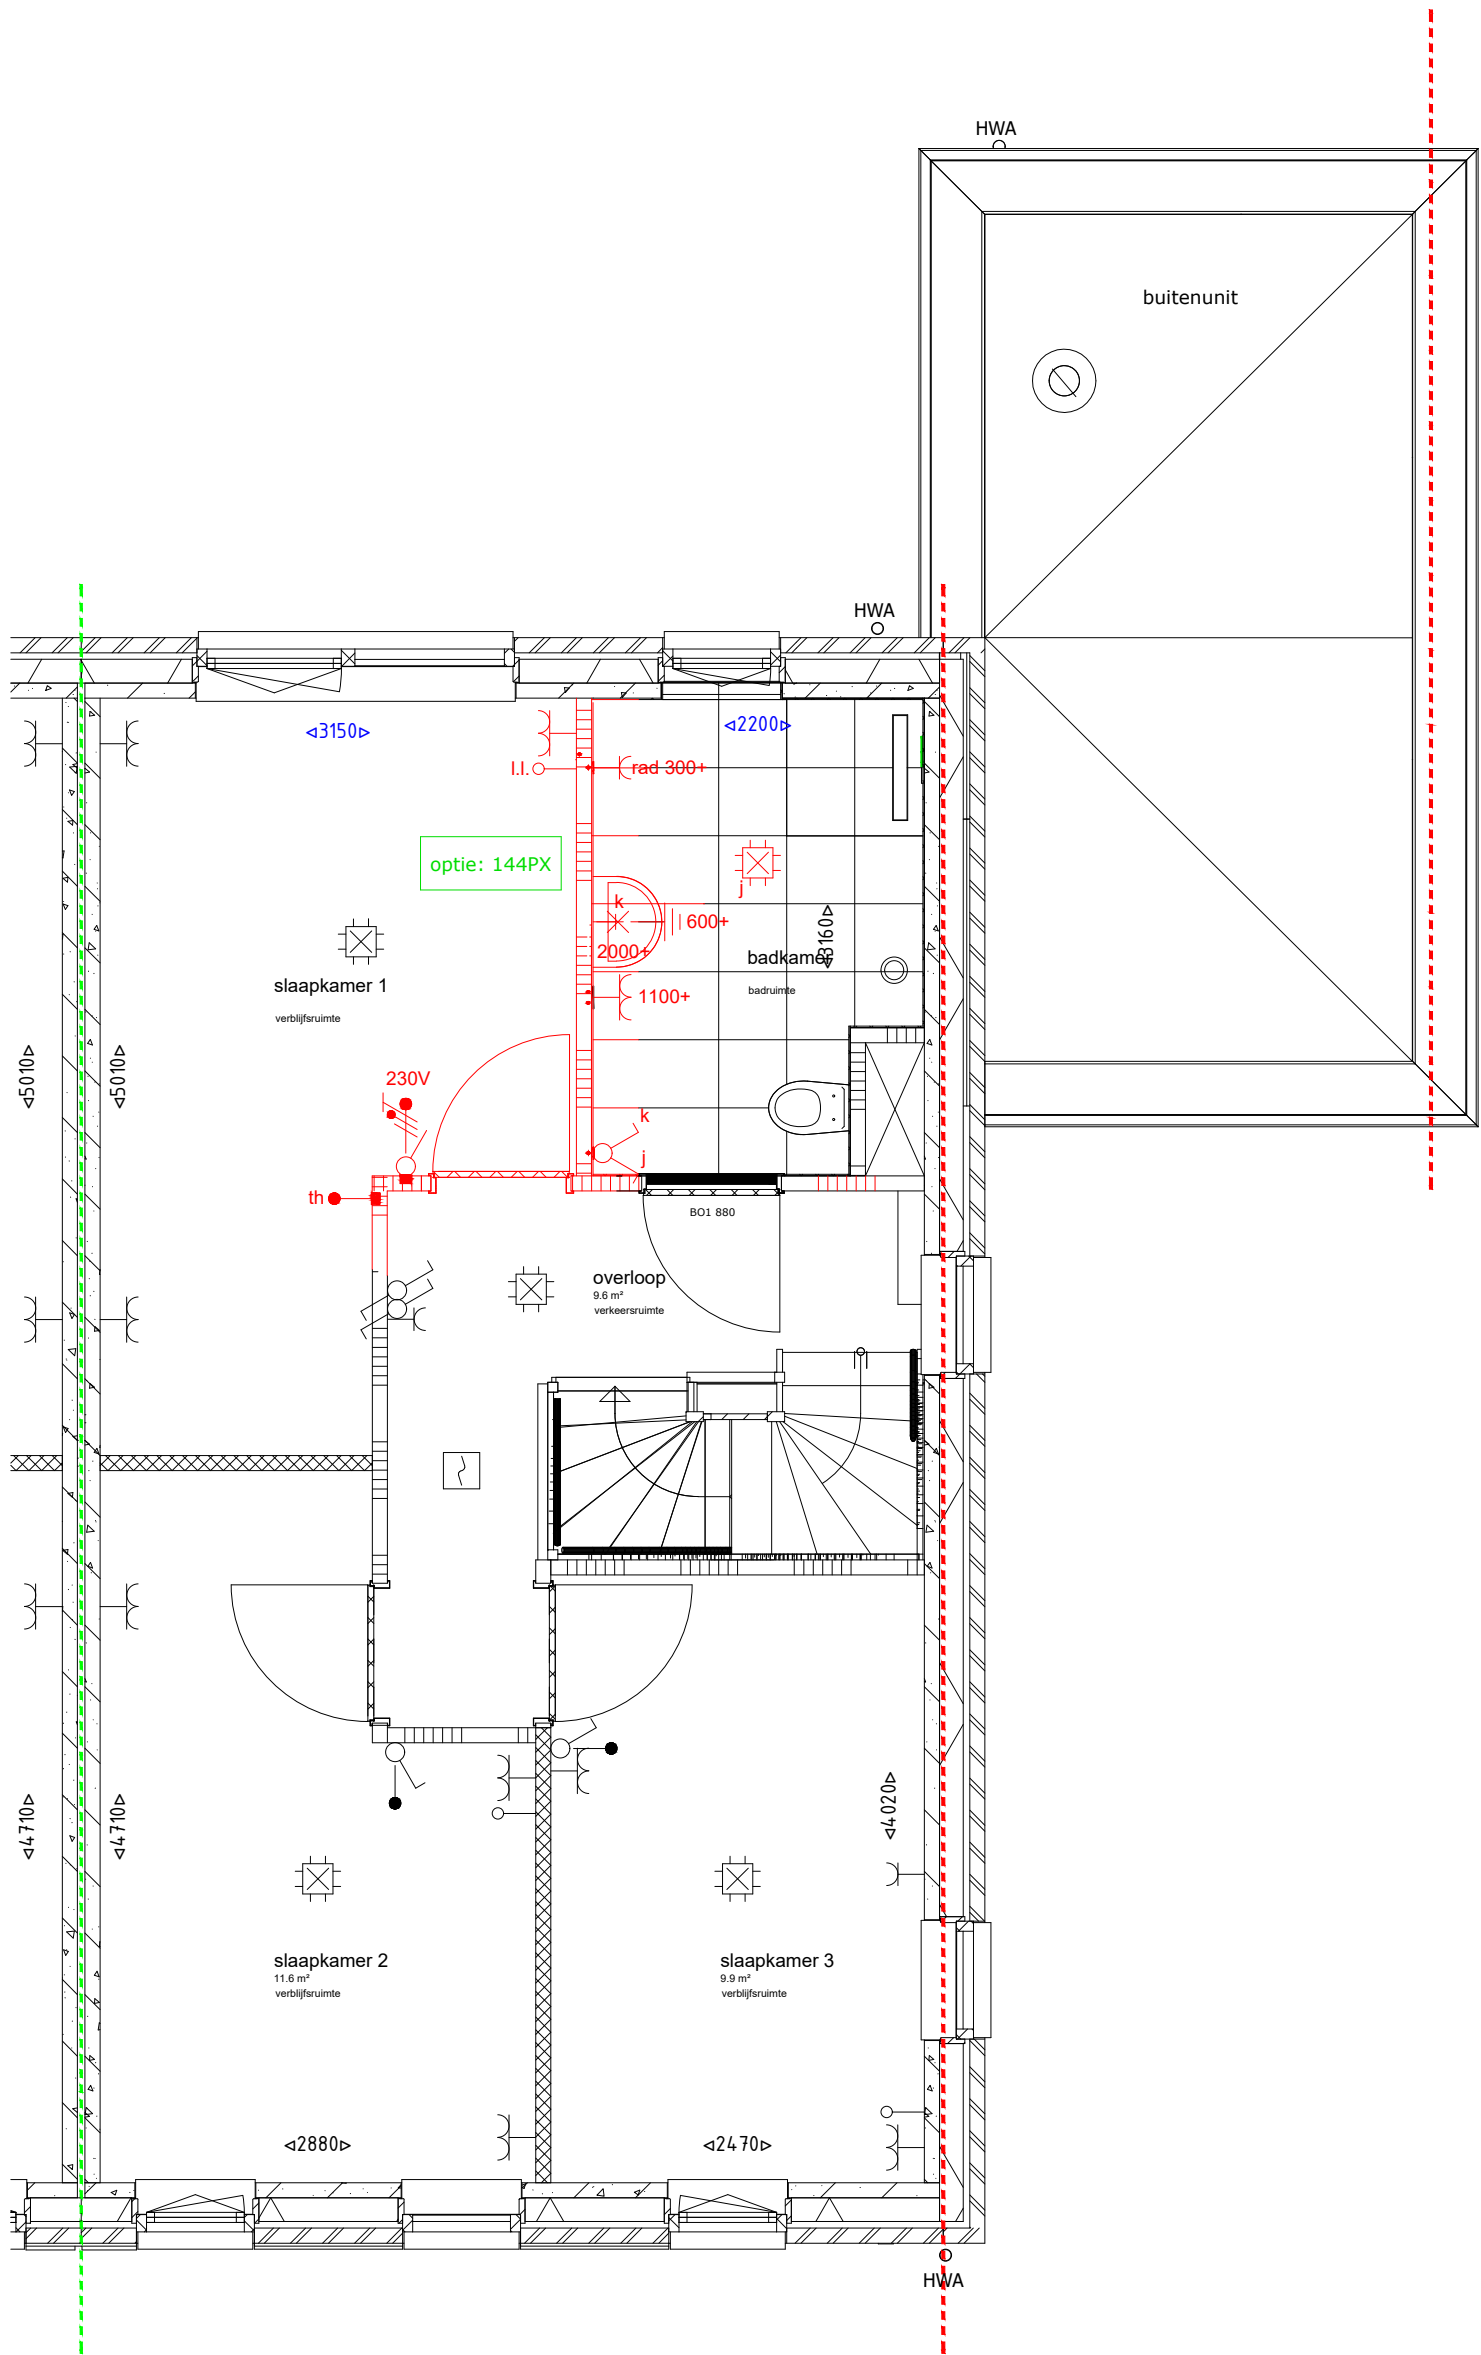 HWA
buitenunit
HWA
◁3150▷
◁2200▷
l.l.
rad 300+
optie: 144PX
j
k
600+
2000+
◁3160▷
badkamer
badruimte
slaapkamer 1
verblijfsruimte
1100+
◁5010▷
◁5010▷
230V
k
j
th
BO1 880
overloop
9.6 m²
verkeersruimte
◁4710▷
◁4710▷
◁4020▷
slaapkamer 2
11.6 m²
verblijfsruimte
slaapkamer 3
9.9 m²
verblijfsruimte
◁2880▷
◁2470▷
HWA